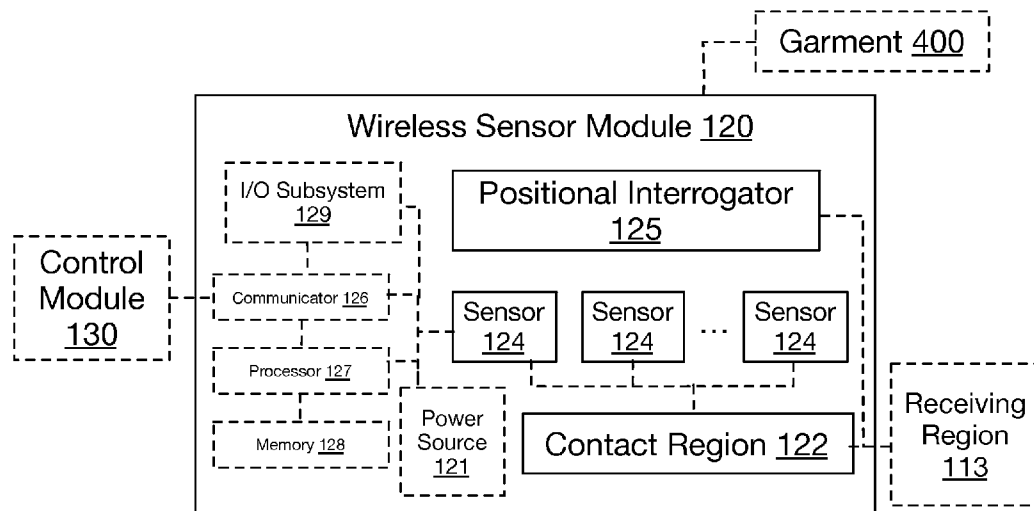 Garment 400
Wireless Sensor Module 120
I/O Subsystem
129
Positional Interrogator
125
Control
Module
130
Communicator 126
Sensor
124
Sensor
124
...
Sensor
124
Processor 127
Memory 128
Power
Source
121
Contact Region 122
Receiving
Region
113